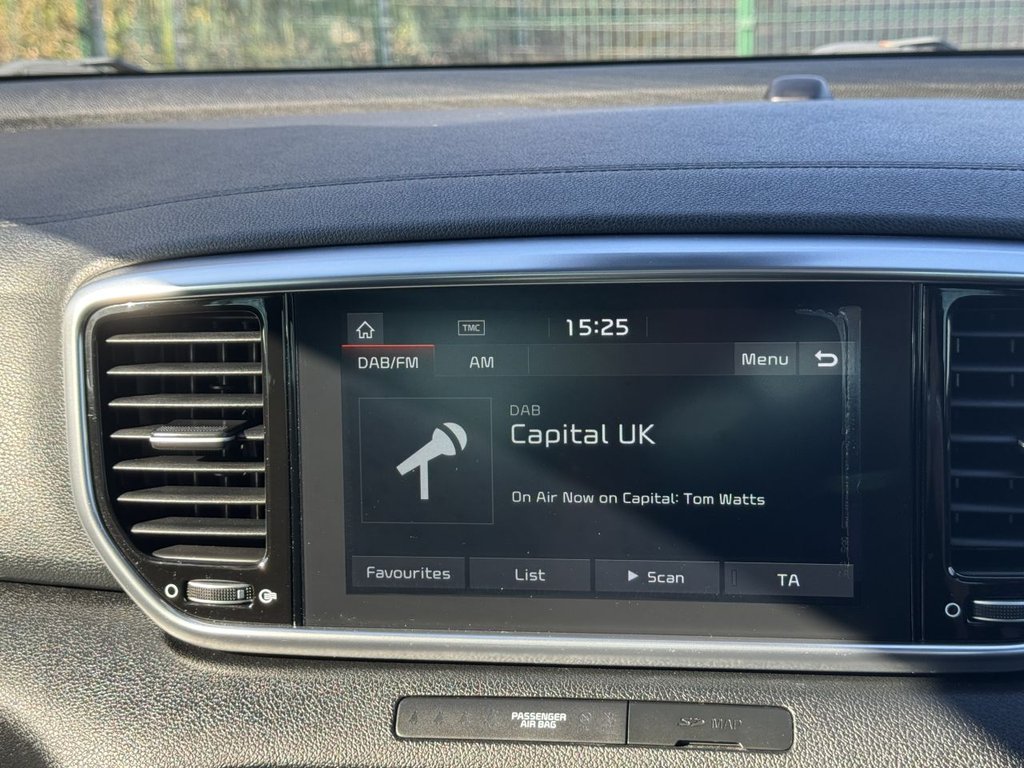 TMC
15:25
DAB/FM
AM
Menu
DAB
Capital UK
On Air Now on Capital: Tom Watts
Favourites
List
Scan
TA
PASSENGER
AIR BAG
MAP